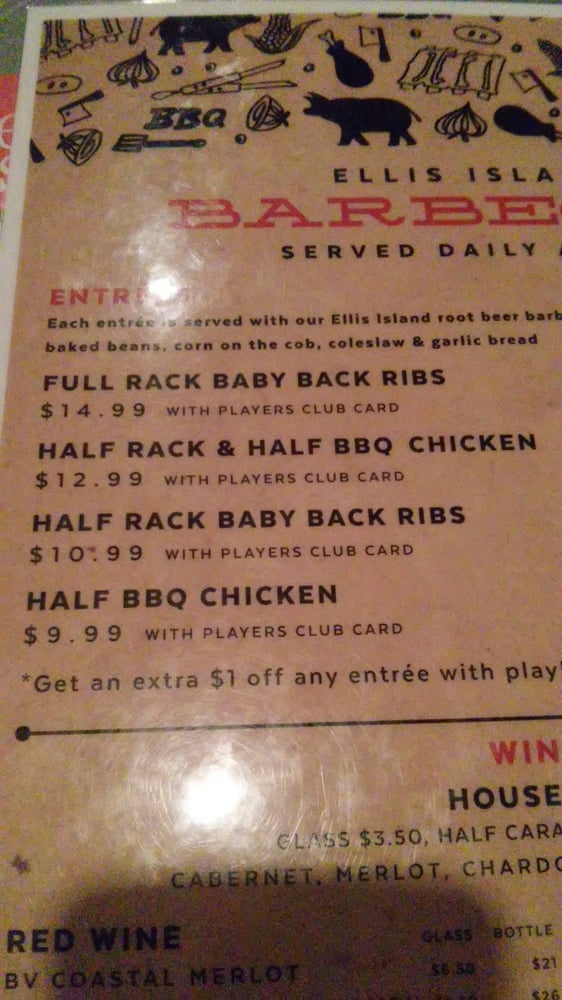 BBQ
BBQ
ELLIS ISLA
BARBE
SERVED DAILY
ENTR
Each entrée is served with our Ellis Island root beer barb
baked beans, corn on the cob, coleslaw & garlic bread
FULL RACK BABY BACK RIBS
$14.99 WITH PLAYERS CLUB CARD
HALF RACK & HALF BBQ CHICKEN
$12.99 WITH PLAYERS CLUB CARD
HALF RACK BABY BACK RIBS
$10.99 WITH PLAYERS CLUB CARD
HALF BBQ CHICKEN
$9.99 WITH PLAYERS CLUB CARD
*Get an extra $1 off any entrée with play!
WIN
HOUSE
GLASS $3.50, HALF CARA
CABERNET, MERLOT, CHARDO
RED WINE GLASS BOTTLE
BV COASTAL MERLOT $6.50 $21
$26